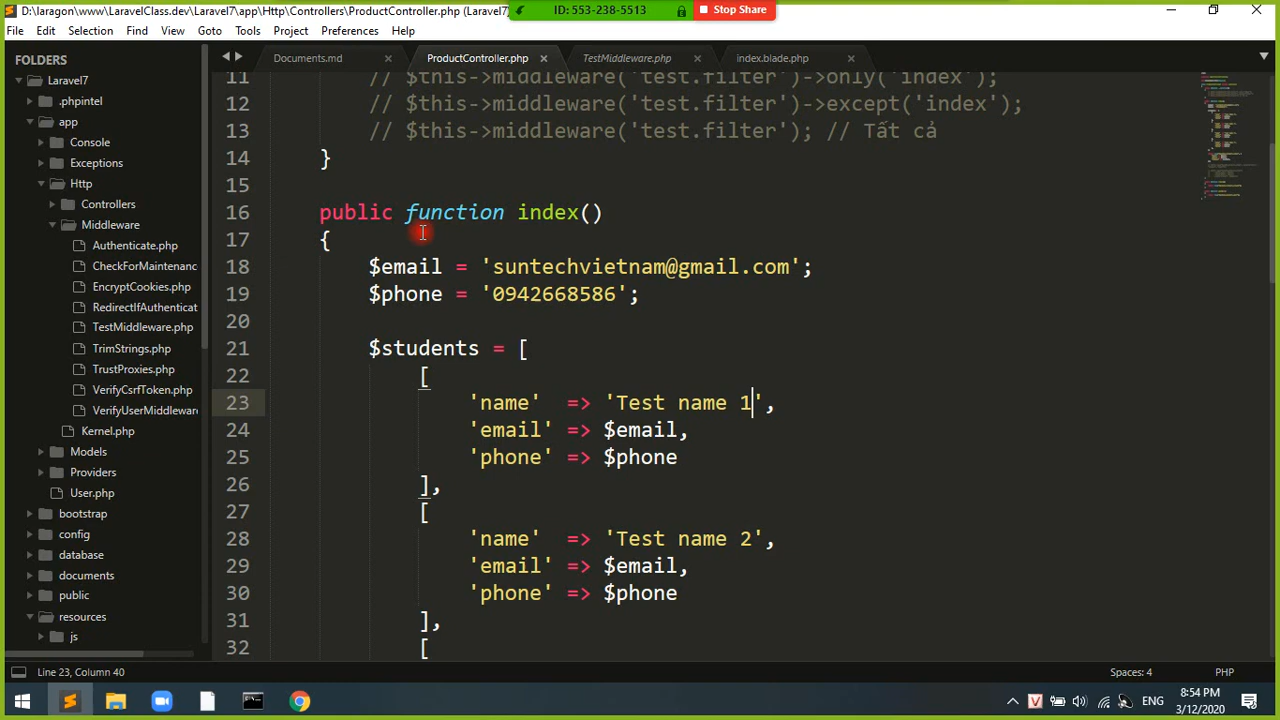 D:\laragon\www\LaravelClass.dev\Laravel7\app\Http\Controllers\ProductController.php (Laravel7)
ID: 553-238-5513
Stop Share
File Edit Selection Find View Goto Tools Project Preferences Help
FOLDERS
Laravel7
.phpintel
app
Console
Exceptions
Http
Controllers
Middleware
Authenticate.php
CheckForMaintenanc
EncryptCookies.php
RedirectIfAuthenticat
TestMiddleware.php
TrimStrings.php
TrustProxies.php
VerifyCsrfToken.php
VerifyUserMiddleware
Kernel.php
Models
Providers
User.php
bootstrap
config
database
documents
public
resources
js
Documents.md
ProductController.php
TestMiddleware.php
index.blade.php
11 // $this->middleware('test.filter')->only('index');
12 // $this->middleware('test.filter')->except('index');
13 // $this->middleware('test.filter'); // Tất cả
14 }
15
16 public function index()
17 {
18 $email = 'suntechvietnam@gmail.com';
19 $phone = '0942668586';
20
21 $students = [
22 [
23 'name' => 'Test name 1',
24 'email' => $email,
25 'phone' => $phone
26 ],
27 [
28 'name' => 'Test name 2',
29 'email' => $email,
30 'phone' => $phone
31 ],
32 [
Line 23, Column 40
Spaces: 4
PHP
ENG
8:54 PM
3/12/2020